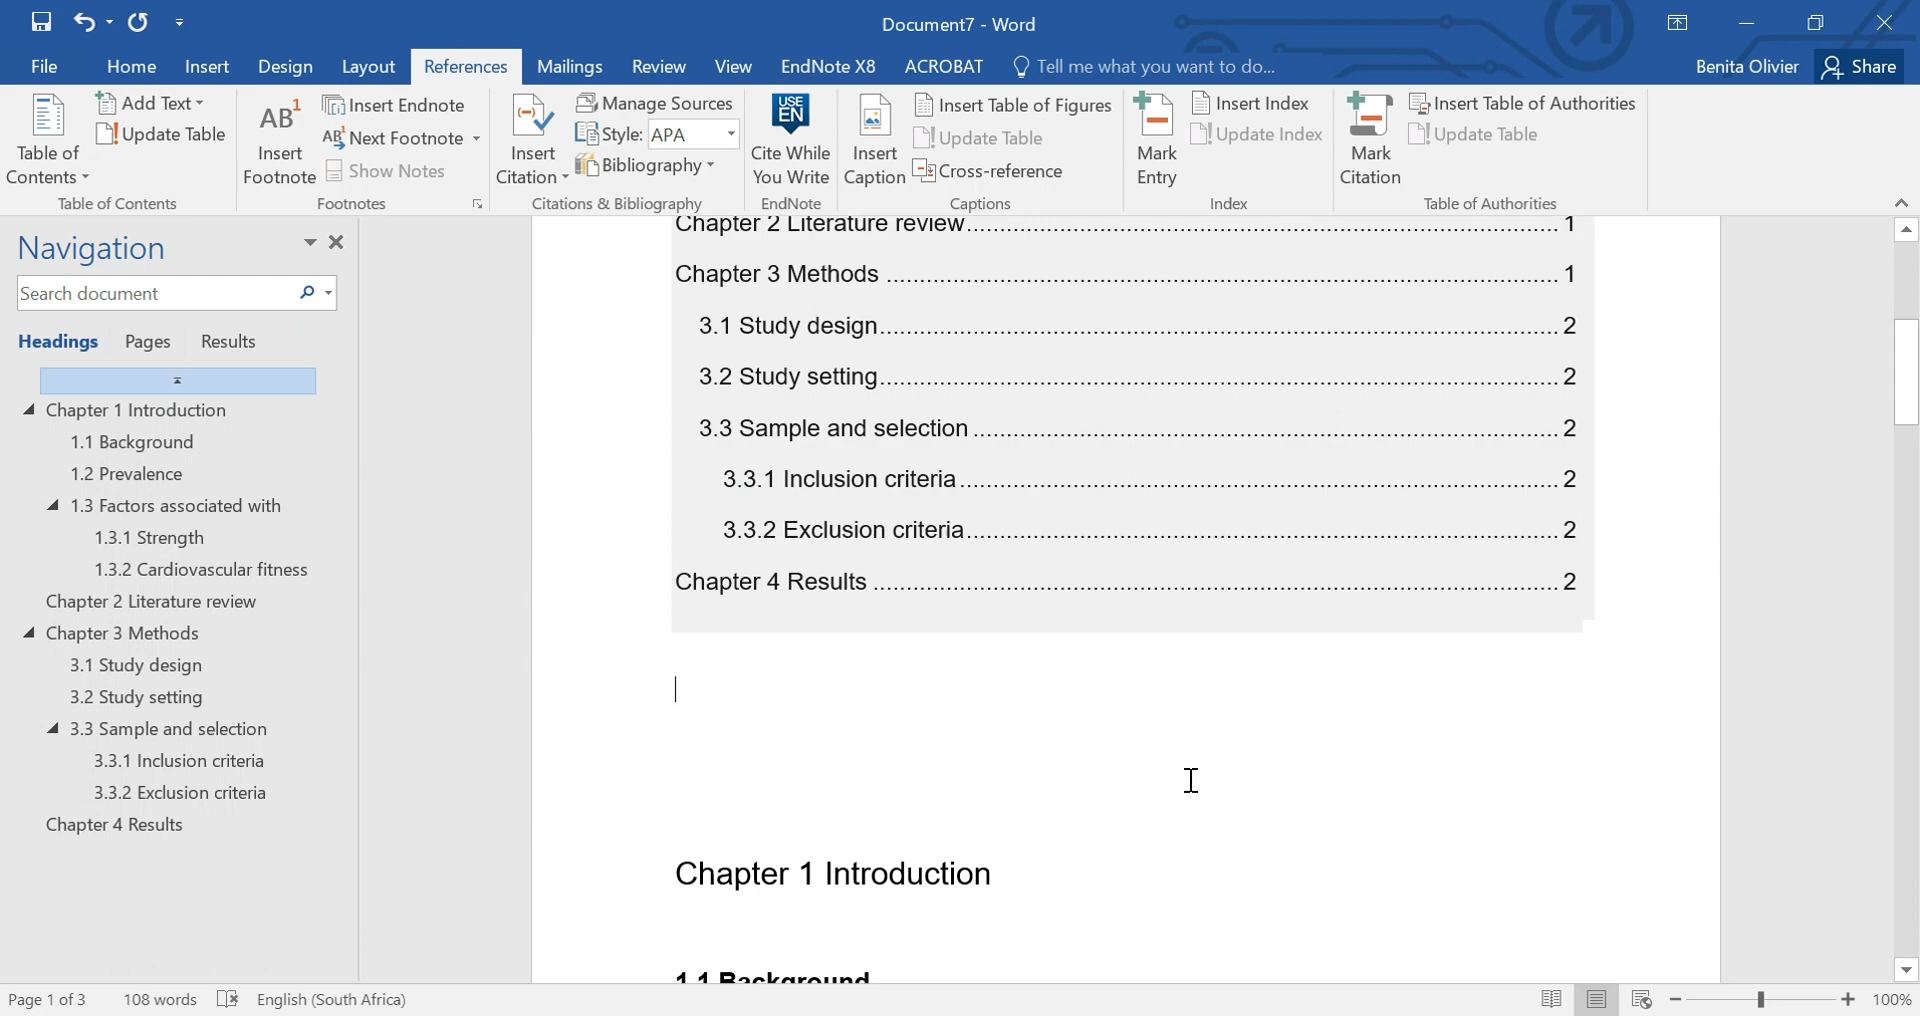 Document7 - Word
File Home Insert Design Layout References Mailings Review View EndNote X8 ACROBAT Tell me what you want to do... Benita Olivier Share
Table of Contents
Add Text
Update Table
Table of Contents
AB1 Insert Footnote
Insert Endnote
AB1 Next Footnote
Show Notes
Footnotes
Insert Citation
Manage Sources
Style: APA
Bibliography
Citations & Bibliography
USE EN
Cite While You Write
EndNote
Insert Caption
Insert Table of Figures
Update Table
Cross-reference
Captions
Mark Entry
Insert Index
Update Index
Index
Mark Citation
Insert Table of Authorities
Update Table
Table of Authorities
Navigation
Search document
Headings Pages Results
Chapter 1 Introduction
1.1 Background
1.2 Prevalence
1.3 Factors associated with
1.3.1 Strength
1.3.2 Cardiovascular fitness
Chapter 2 Literature review
Chapter 3 Methods
3.1 Study design
3.2 Study setting
3.3 Sample and selection
3.3.1 Inclusion criteria
3.3.2 Exclusion criteria
Chapter 4 Results
Chapter 2 Literature review 1
Chapter 3 Methods 1
3.1 Study design 2
3.2 Study setting 2
3.3 Sample and selection 2
3.3.1 Inclusion criteria 2
3.3.2 Exclusion criteria 2
Chapter 4 Results 2
Chapter 1 Introduction
1.1 Background
Page 1 of 3 108 words English (South Africa) 100%